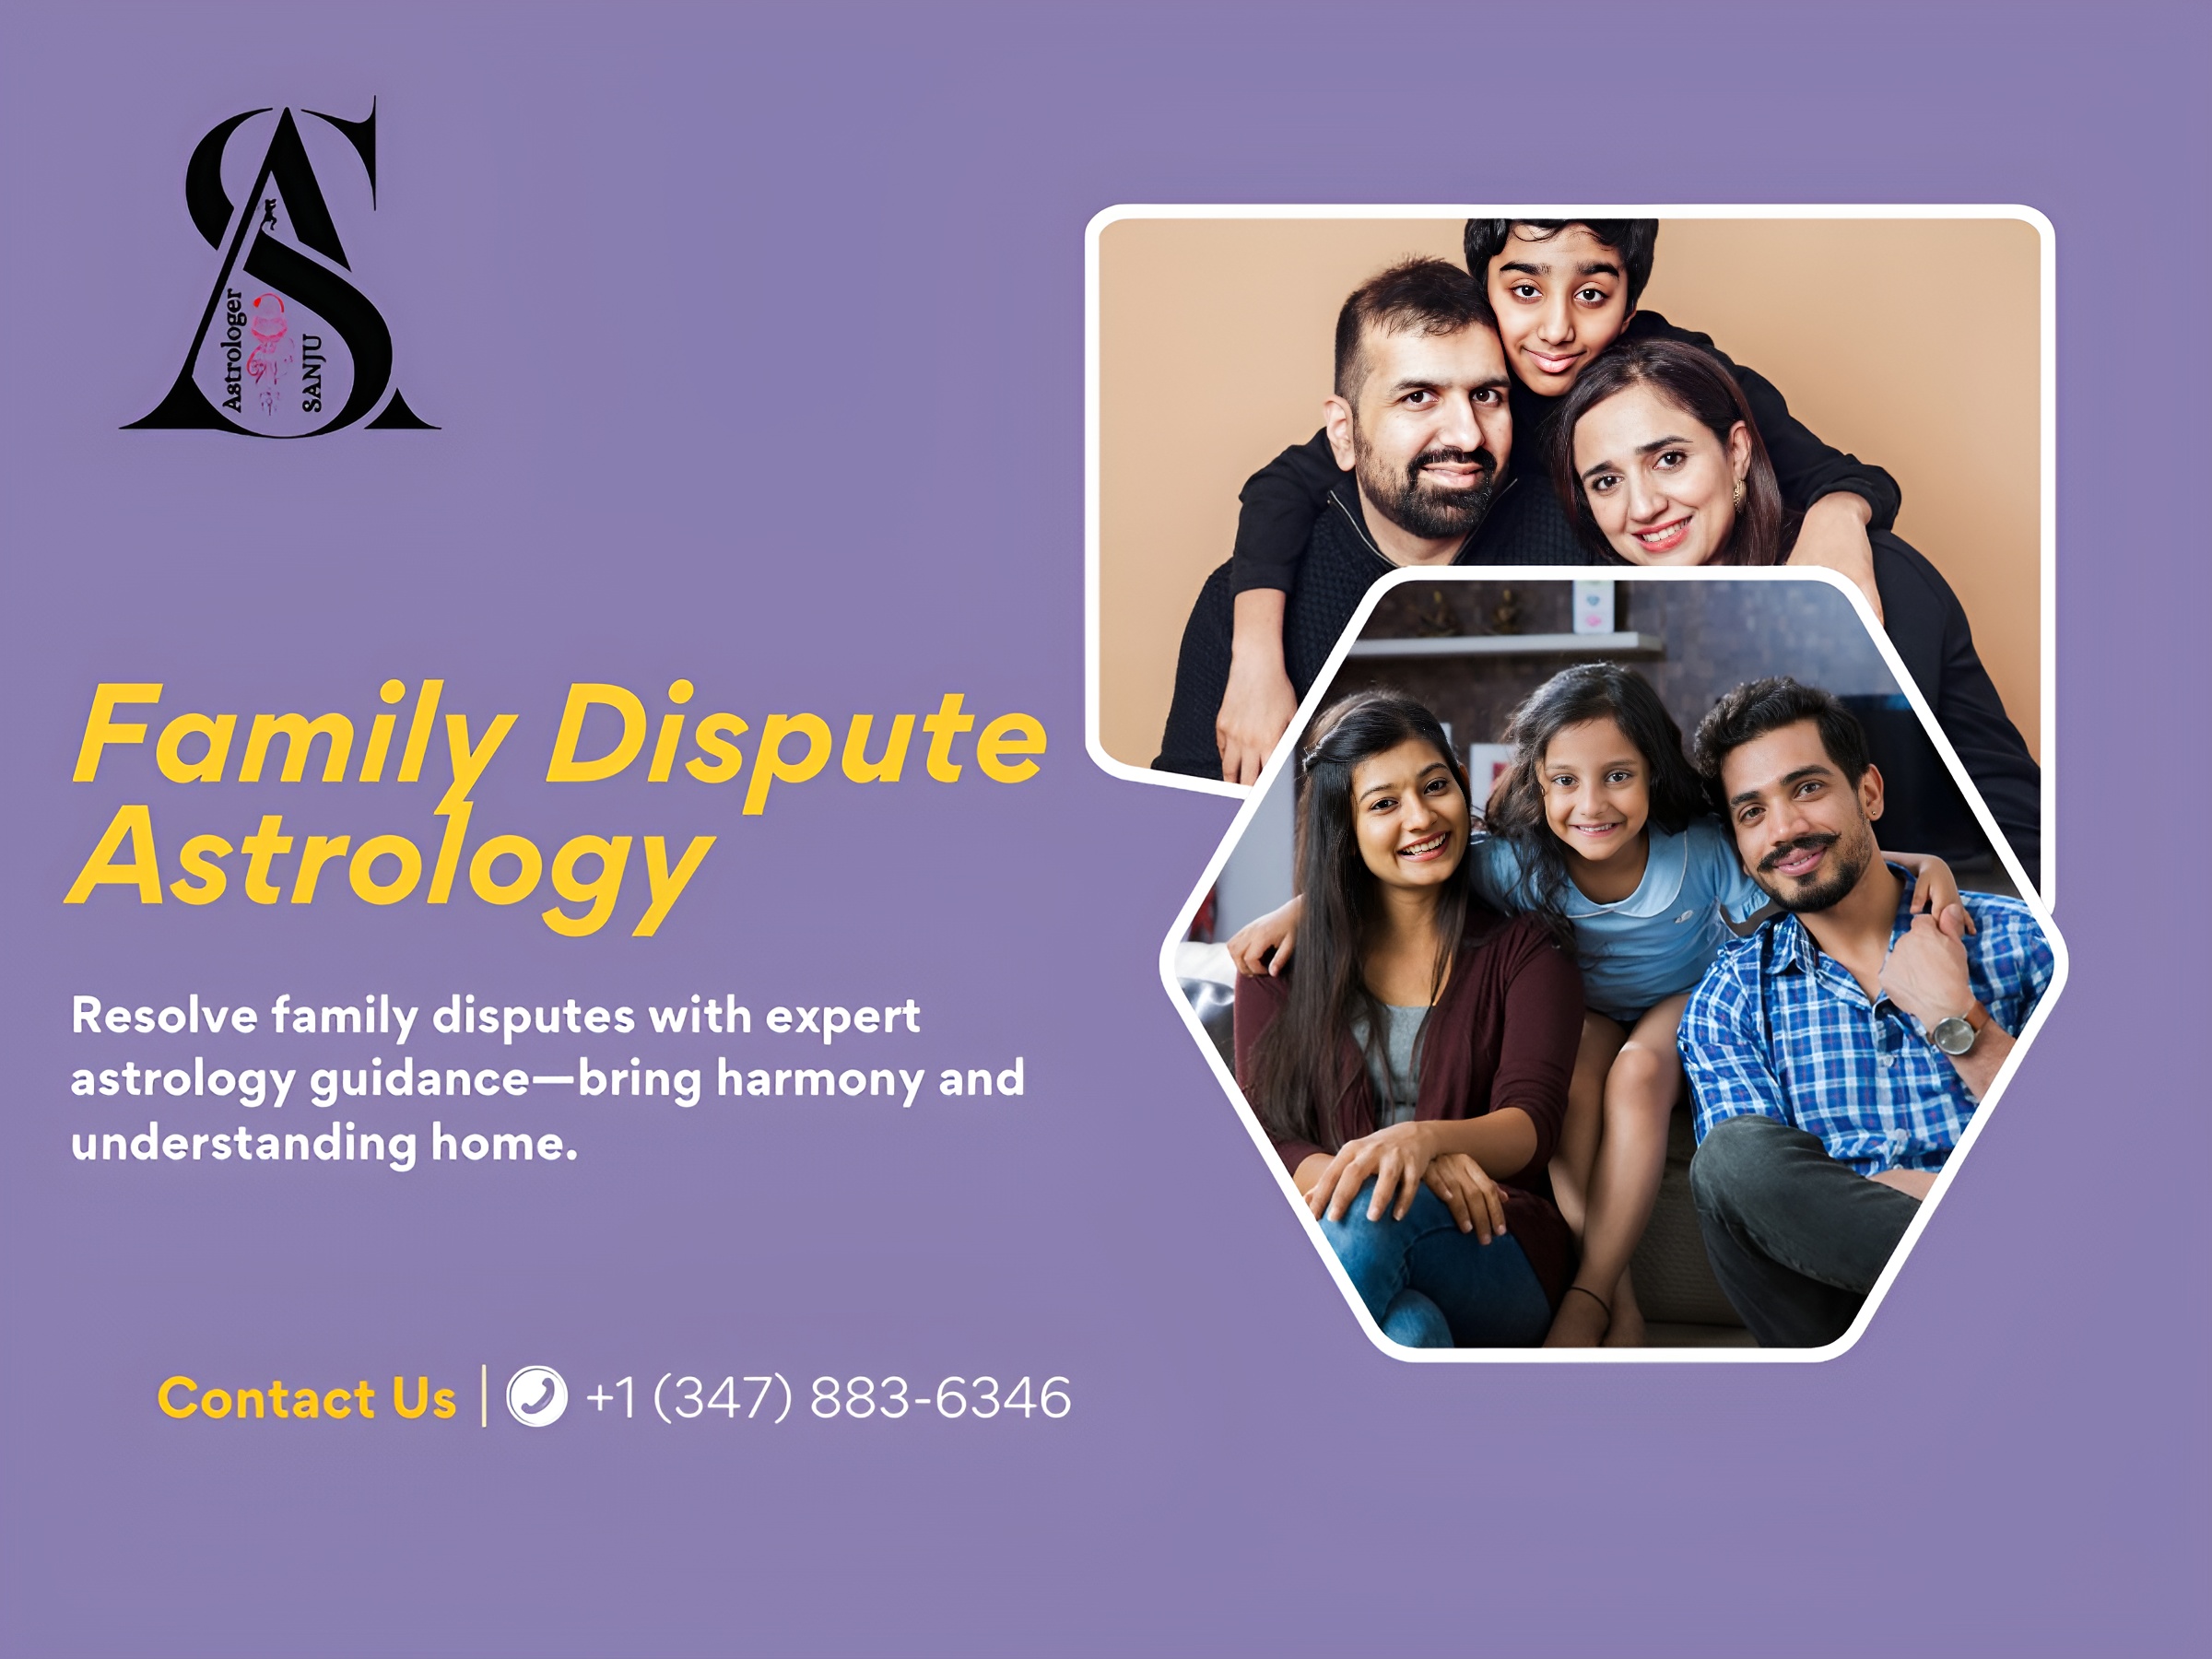 Astrologer
SANJU
Family Dispute
Astrology
Resolve family disputes with expert
astrology guidance—bring harmony and
understanding home.
Contact Us
+1 (347) 883-6346